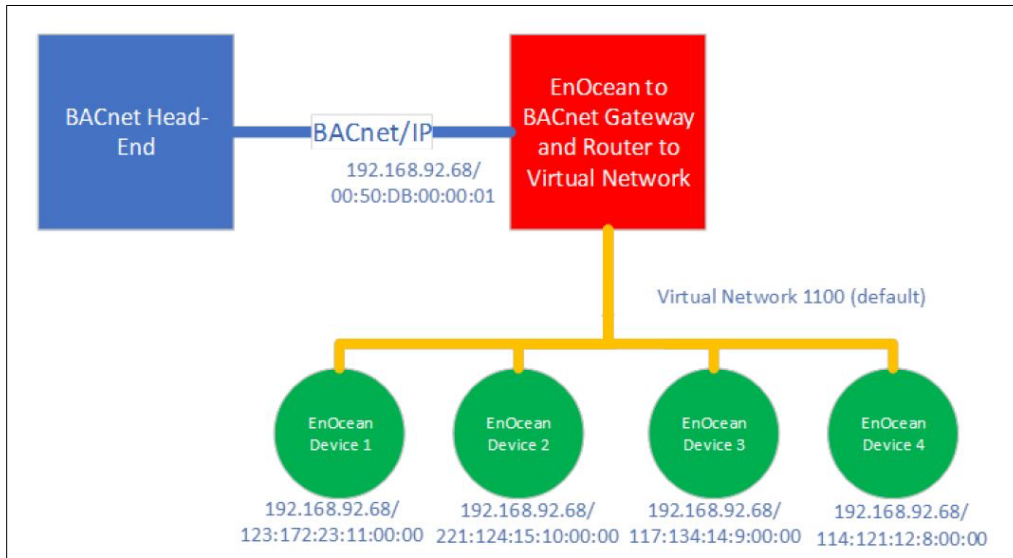 BACnet Head-
End
BACnet/IP
192.168.92.68/
00:50:DB:00:00:01
EnOcean to
BACnet Gateway
and Router to
Virtual Network
Virtual Network 1100 (default)
EnOcean
Device 1
EnOcean
Device 2
EnOcean
Device 3
EnOcean
Device 4
192.168.92.68/
123:172:23:11:00:00
192.168.92.68/
221:124:15:10:00:00
192.168.92.68/
117:134:14:9:00:00
192.168.92.68/
114:121:12:8:00:00